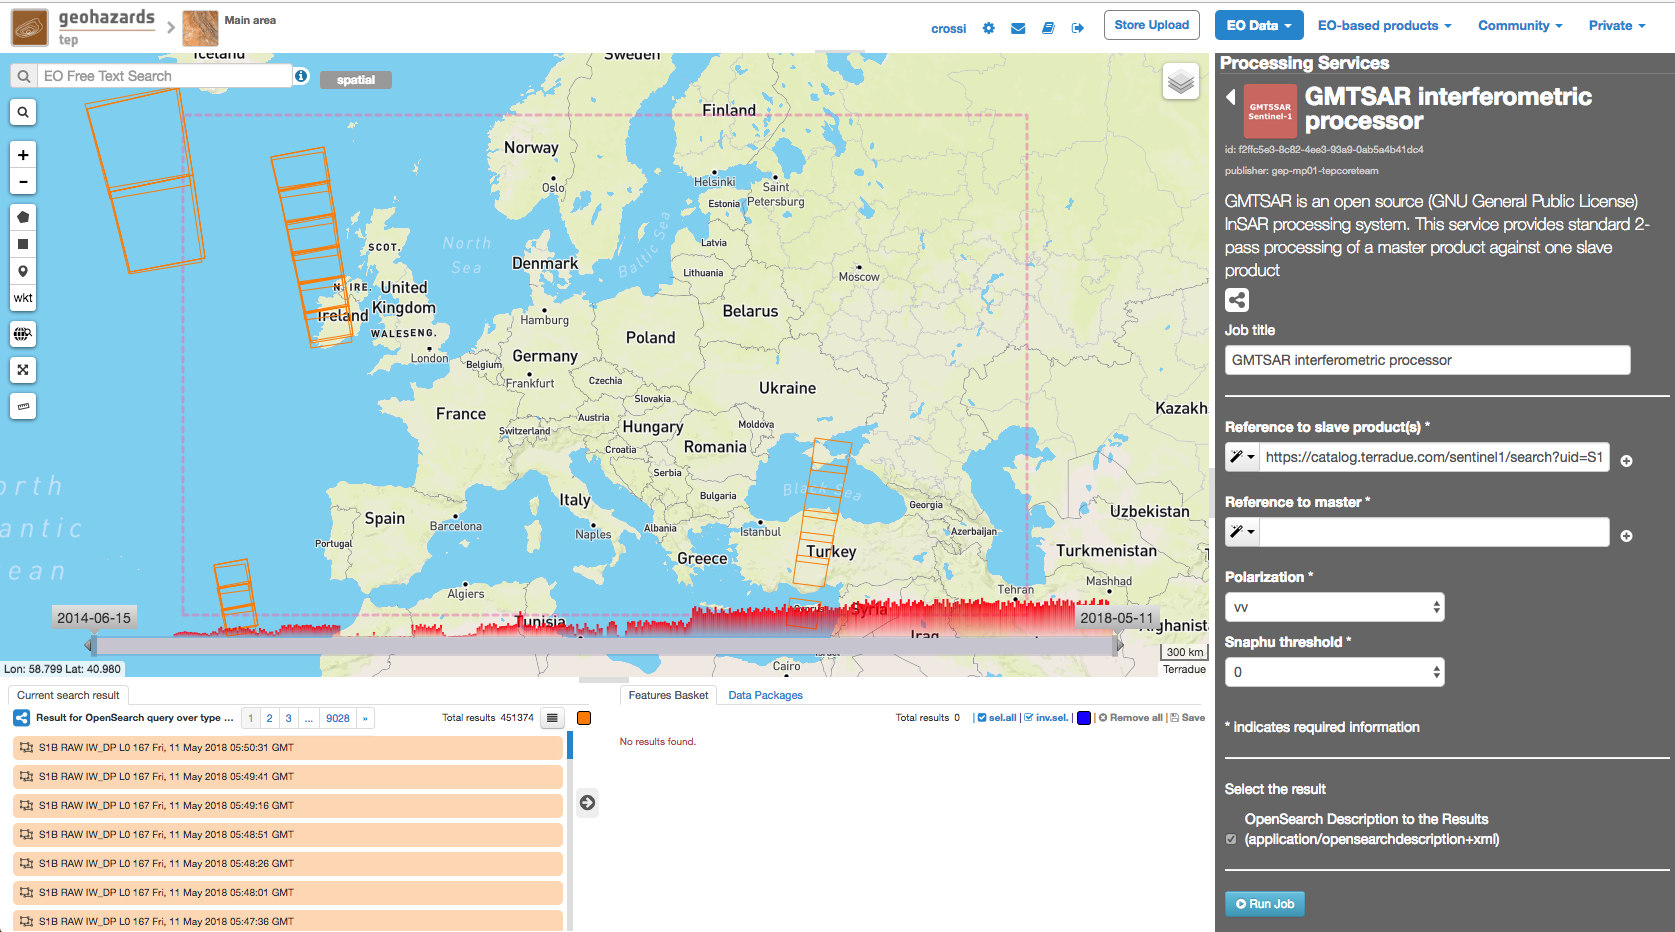 geohazards
tep
Main area
crossi
Store Upload
EO Data
EO-based products
Community
Private
EO Free Text Search
spatial
wkt
Iceland
Sweden
Finland
Norway
Oslo
Helsinki
Saint
Petersburg
Estonia
SCOT.
North
Sea
Baltic Sea
Latvia
Denmark
Lithuania
Moscow
N. IRE.
United
Kingdom
Ireland
WALES
ENG.
London
Hamburg
Belarus
Poland
Belgium
Germany
Frankfurt
Czechia
Ukraine
Slovakia
France
Austria
Kazakh
Switzerland
Hungary
Moldova
Croatia
Romania
Serbia
Black Sea
Italy
Bulgaria
Georgia
Spain
Barcelona
Albania
Istanbul
Azerbaijan
Uzbekistan
Naples
Portugal
Greece
Turkey
Turkmenistan
Mashhad
Algiers
Tehran
Cyprus
Syria
Tunisia
Iraq
Afghanist
Cairo
2014-06-15
2018-05-11
300 km
Lon: 58.799 Lat: 40.980
Terradue
Current search result
Result for OpenSearch query over type ...
1
2
3
...
9028
»
Total results 451374
S1B RAW IW_DP L0 167 Fri, 11 May 2018 05:50:31 GMT
S1B RAW IW_DP L0 167 Fri, 11 May 2018 05:49:41 GMT
S1B RAW IW_DP L0 167 Fri, 11 May 2018 05:49:16 GMT
S1B RAW IW_DP L0 167 Fri, 11 May 2018 05:48:51 GMT
S1B RAW IW_DP L0 167 Fri, 11 May 2018 05:48:26 GMT
S1B RAW IW_DP L0 167 Fri, 11 May 2018 05:48:01 GMT
S1B RAW IW_DP L0 167 Fri, 11 May 2018 05:47:36 GMT
Features Basket
Data Packages
Total results 0 | sel.all | inv.sel. | | Remove all | Save
No results found.
Processing Services
GMT5SAR
Sentinel-1
GMTSAR interferometric
processor
id: f2ffc5e3-8c82-4ee3-93a9-0ab5a4b41dc4
publisher: gep-mp01-tepcoreteam
GMTSAR is an open source (GNU General Public License)
InSAR processing system. This service provides standard 2-
pass processing of a master product against one slave
product
Job title
GMTSAR interferometric processor
Reference to slave product(s) *
https://catalog.terradue.com/sentinel1/search?uid=S1
Reference to master *
Polarization *
vv
Snaphu threshold *
0
* indicates required information
Select the result
OpenSearch Description to the Results
(application/opensearchdescription+xml)
Run Job